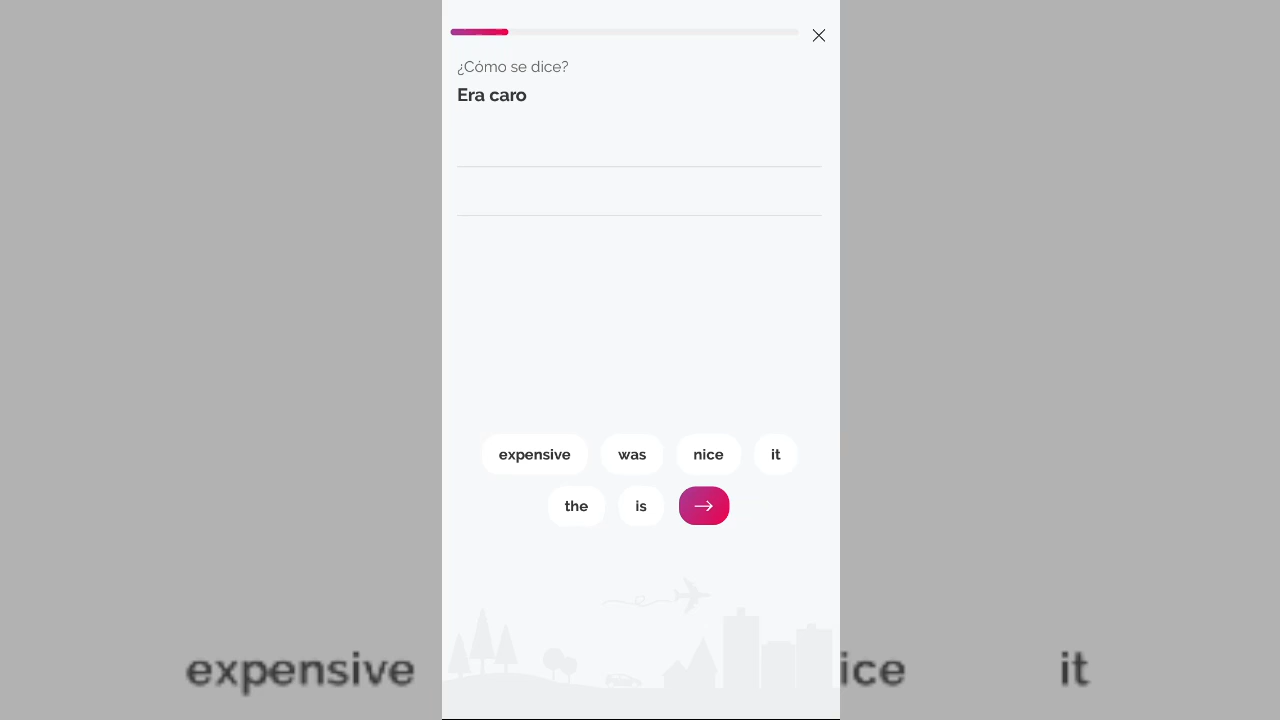 ¿Cómo se dice?
Era caro
expensive was nice it
the is
expensive ice it